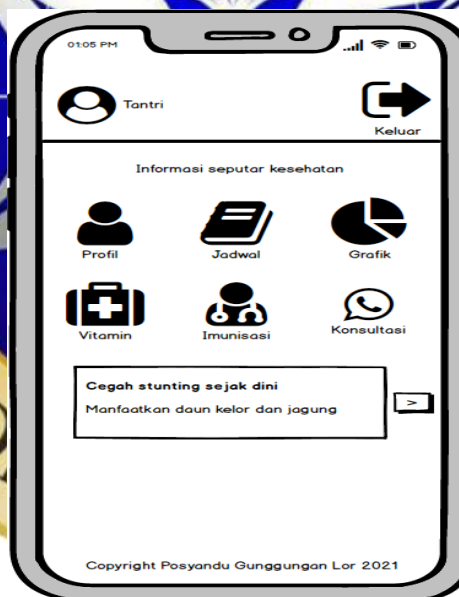 01:05 PM
Tantri
Keluar
Informasi seputar kesehatan
Profil
Jadwal
Grafik
Vitamin
Imunisasi
Konsultasi
Cegah stunting sejak dini
Manfaatkan daun kelor dan jagung
>
Copyright Posyandu Gunggungan Lor 2021